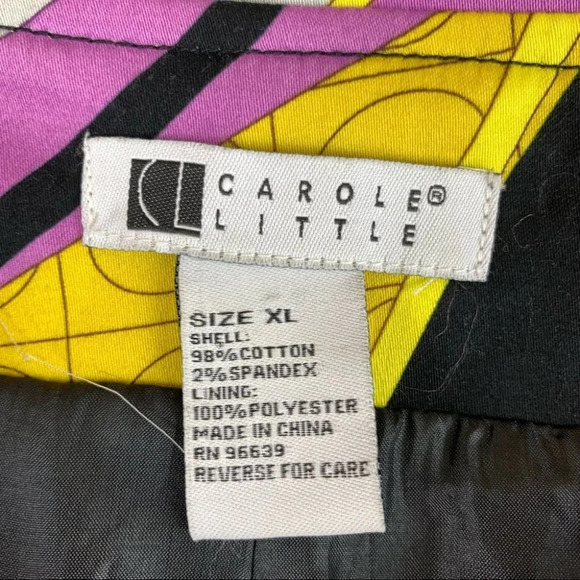 CL CAROLE®
LITTLE
SIZE XL
SHELL:
98%COTTON
2%SPANDEX
LINING:
100%POLYESTER
MADE IN CHINA
RN 96639
REVERSE FOR CARE